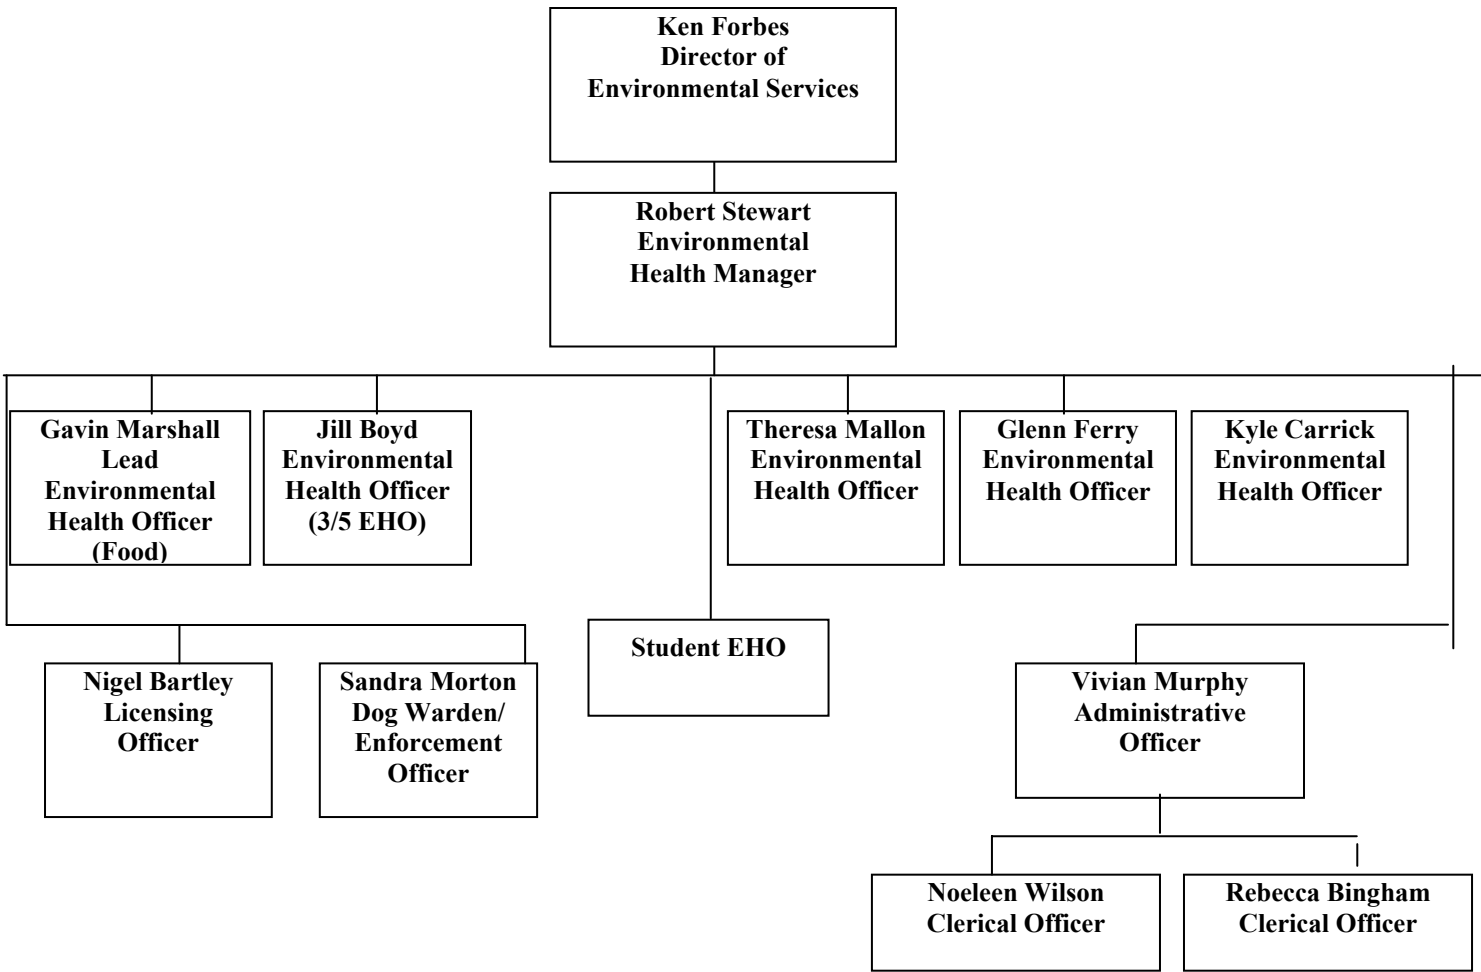 Ken Forbes
Director of
Environmental Services
Robert Stewart
Environmental
Health Manager
Gavin Marshall
Lead
Environmental
Health Officer
(Food)
Jill Boyd
Environmental
Health Officer
(3/5 EHO)
Theresa Mallon
Environmental
Health Officer
Glenn Ferry
Environmental
Health Officer
Kyle Carrick
Environmental
Health Officer
Student EHO
Nigel Bartley
Licensing
Officer
Sandra Morton
Dog Warden/
Enforcement
Officer
Vivian Murphy
Administrative
Officer
Noeleen Wilson
Clerical Officer
Rebecca Bingham
Clerical Officer